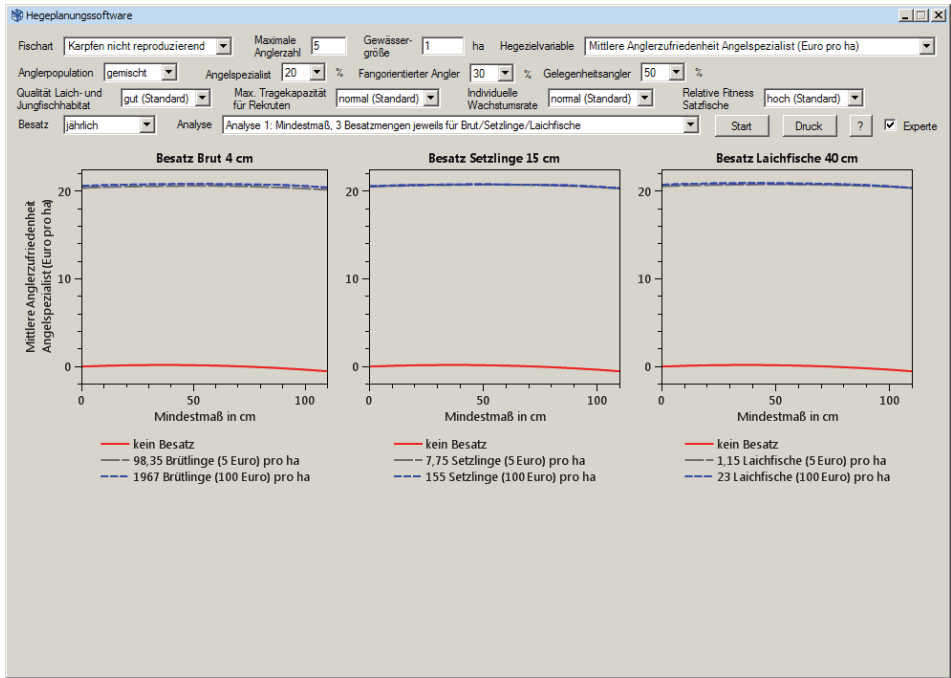 Hegeplanungssoftware
Fischart Karpfen nicht reproduzierend Maximale Anglerzahl 5 Gewässer-größe 1 ha Hegezielvariable Mittlere Anglerzufriedenheit Angelspezialist (Euro pro ha)
Anglerpopulation gemischt Angelspezialist 20 % Fangorientierter Angler 30 % Gelegenheitsangler 50 %
Qualität Laich- und Jungfischhabitat gut (Standard) Max. Tragekapazität für Rekruten normal (Standard) Individuelle Wachstumsrate normal (Standard) Relative Fitness Satzfische hoch (Standard)
Besatz jährlich Analyse Analyse 1: Mindestmaß, 3 Besatzmengen jeweils für Brut/Setzlinge/Laichfische Start Druck ? Experte
Besatz Brut 4 cm
Mittlere Anglerzufriedenheit
Angelspezialist (Euro pro ha)
20
10
0
0 50 100
Mindestmaß in cm
kein Besatz
98,35 Brütlinge (5 Euro) pro ha
1967 Brütlinge (100 Euro) pro ha
Besatz Setzlinge 15 cm
20
10
0
0 50 100
Mindestmaß in cm
kein Besatz
7,75 Setzlinge (5 Euro) pro ha
155 Setzlinge (100 Euro) pro ha
Besatz Laichfische 40 cm
20
10
0
0 50 100
Mindestmaß in cm
kein Besatz
1,15 Laichfische (5 Euro) pro ha
23 Laichfische (100 Euro) pro ha